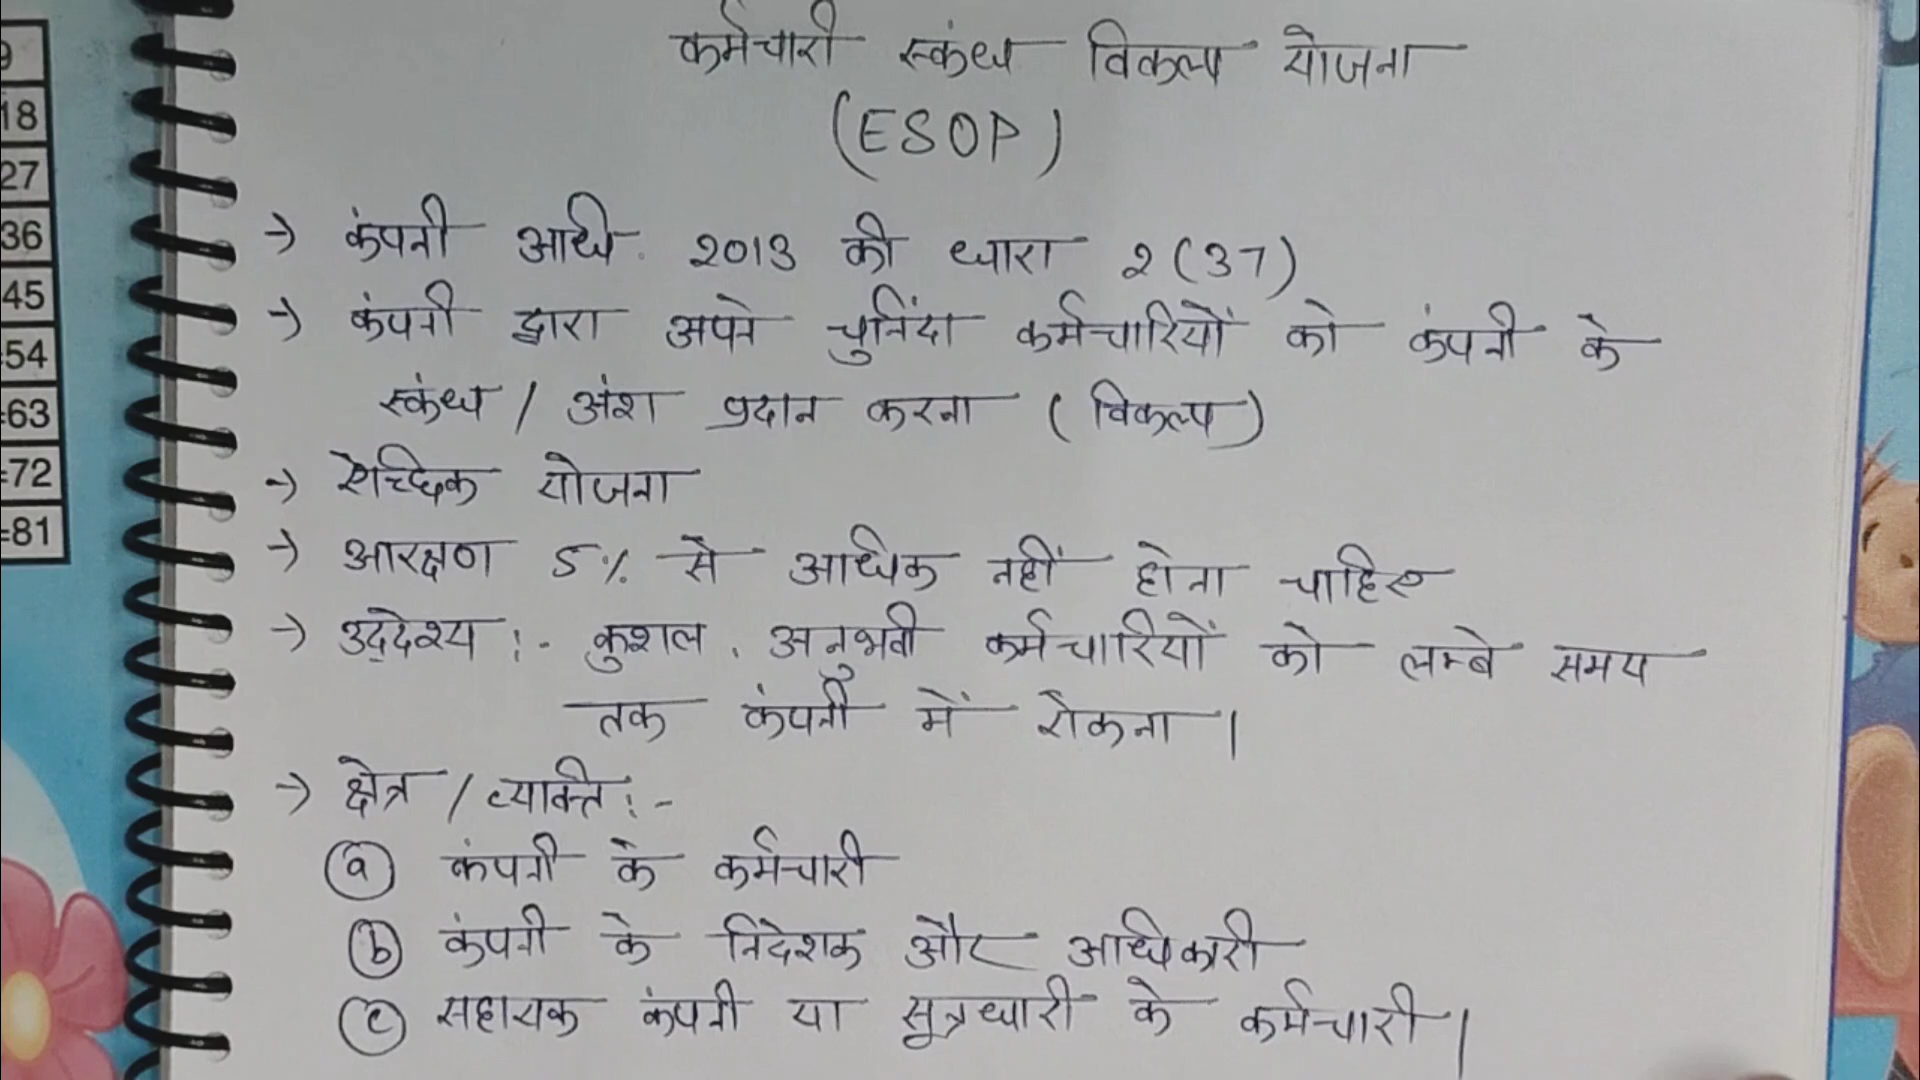 कर्मचारी स्कंध विकल्प योजना
(ESOP)
→ कंपनी अधि. 2013 की धारा 2(37)
→ कंपनी द्वारा अपने चुनिंदा कर्मचारियों को कंपनी के
स्कंध / अंश प्रदान करना (विकल्प)
→ ऐच्छिक योजना
→ आरक्षण 5% से अधिक नहीं होना चाहिए
→ उद्देश्य :- कुशल, अनुभवी कर्मचारियों को लम्बे समय
तक कंपनी में रोकना।
→ क्षेत्र / व्यक्ति :-
(a) कंपनी के कर्मचारी
(b) कंपनी के निदेशक और अधिकारी
(c) सहायक कंपनी या सूत्रधारी के कर्मचारी।
9
18
27
36
45
54
=63
=72
=81